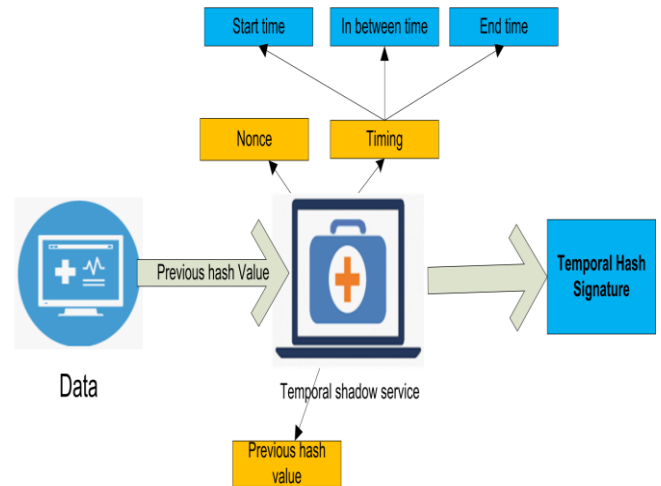 Start time
In between time
End time
Nonce
Timing
Previous hash Value
Temporal Hash
Signature
Data
Temporal shadow service
Previous hash
value